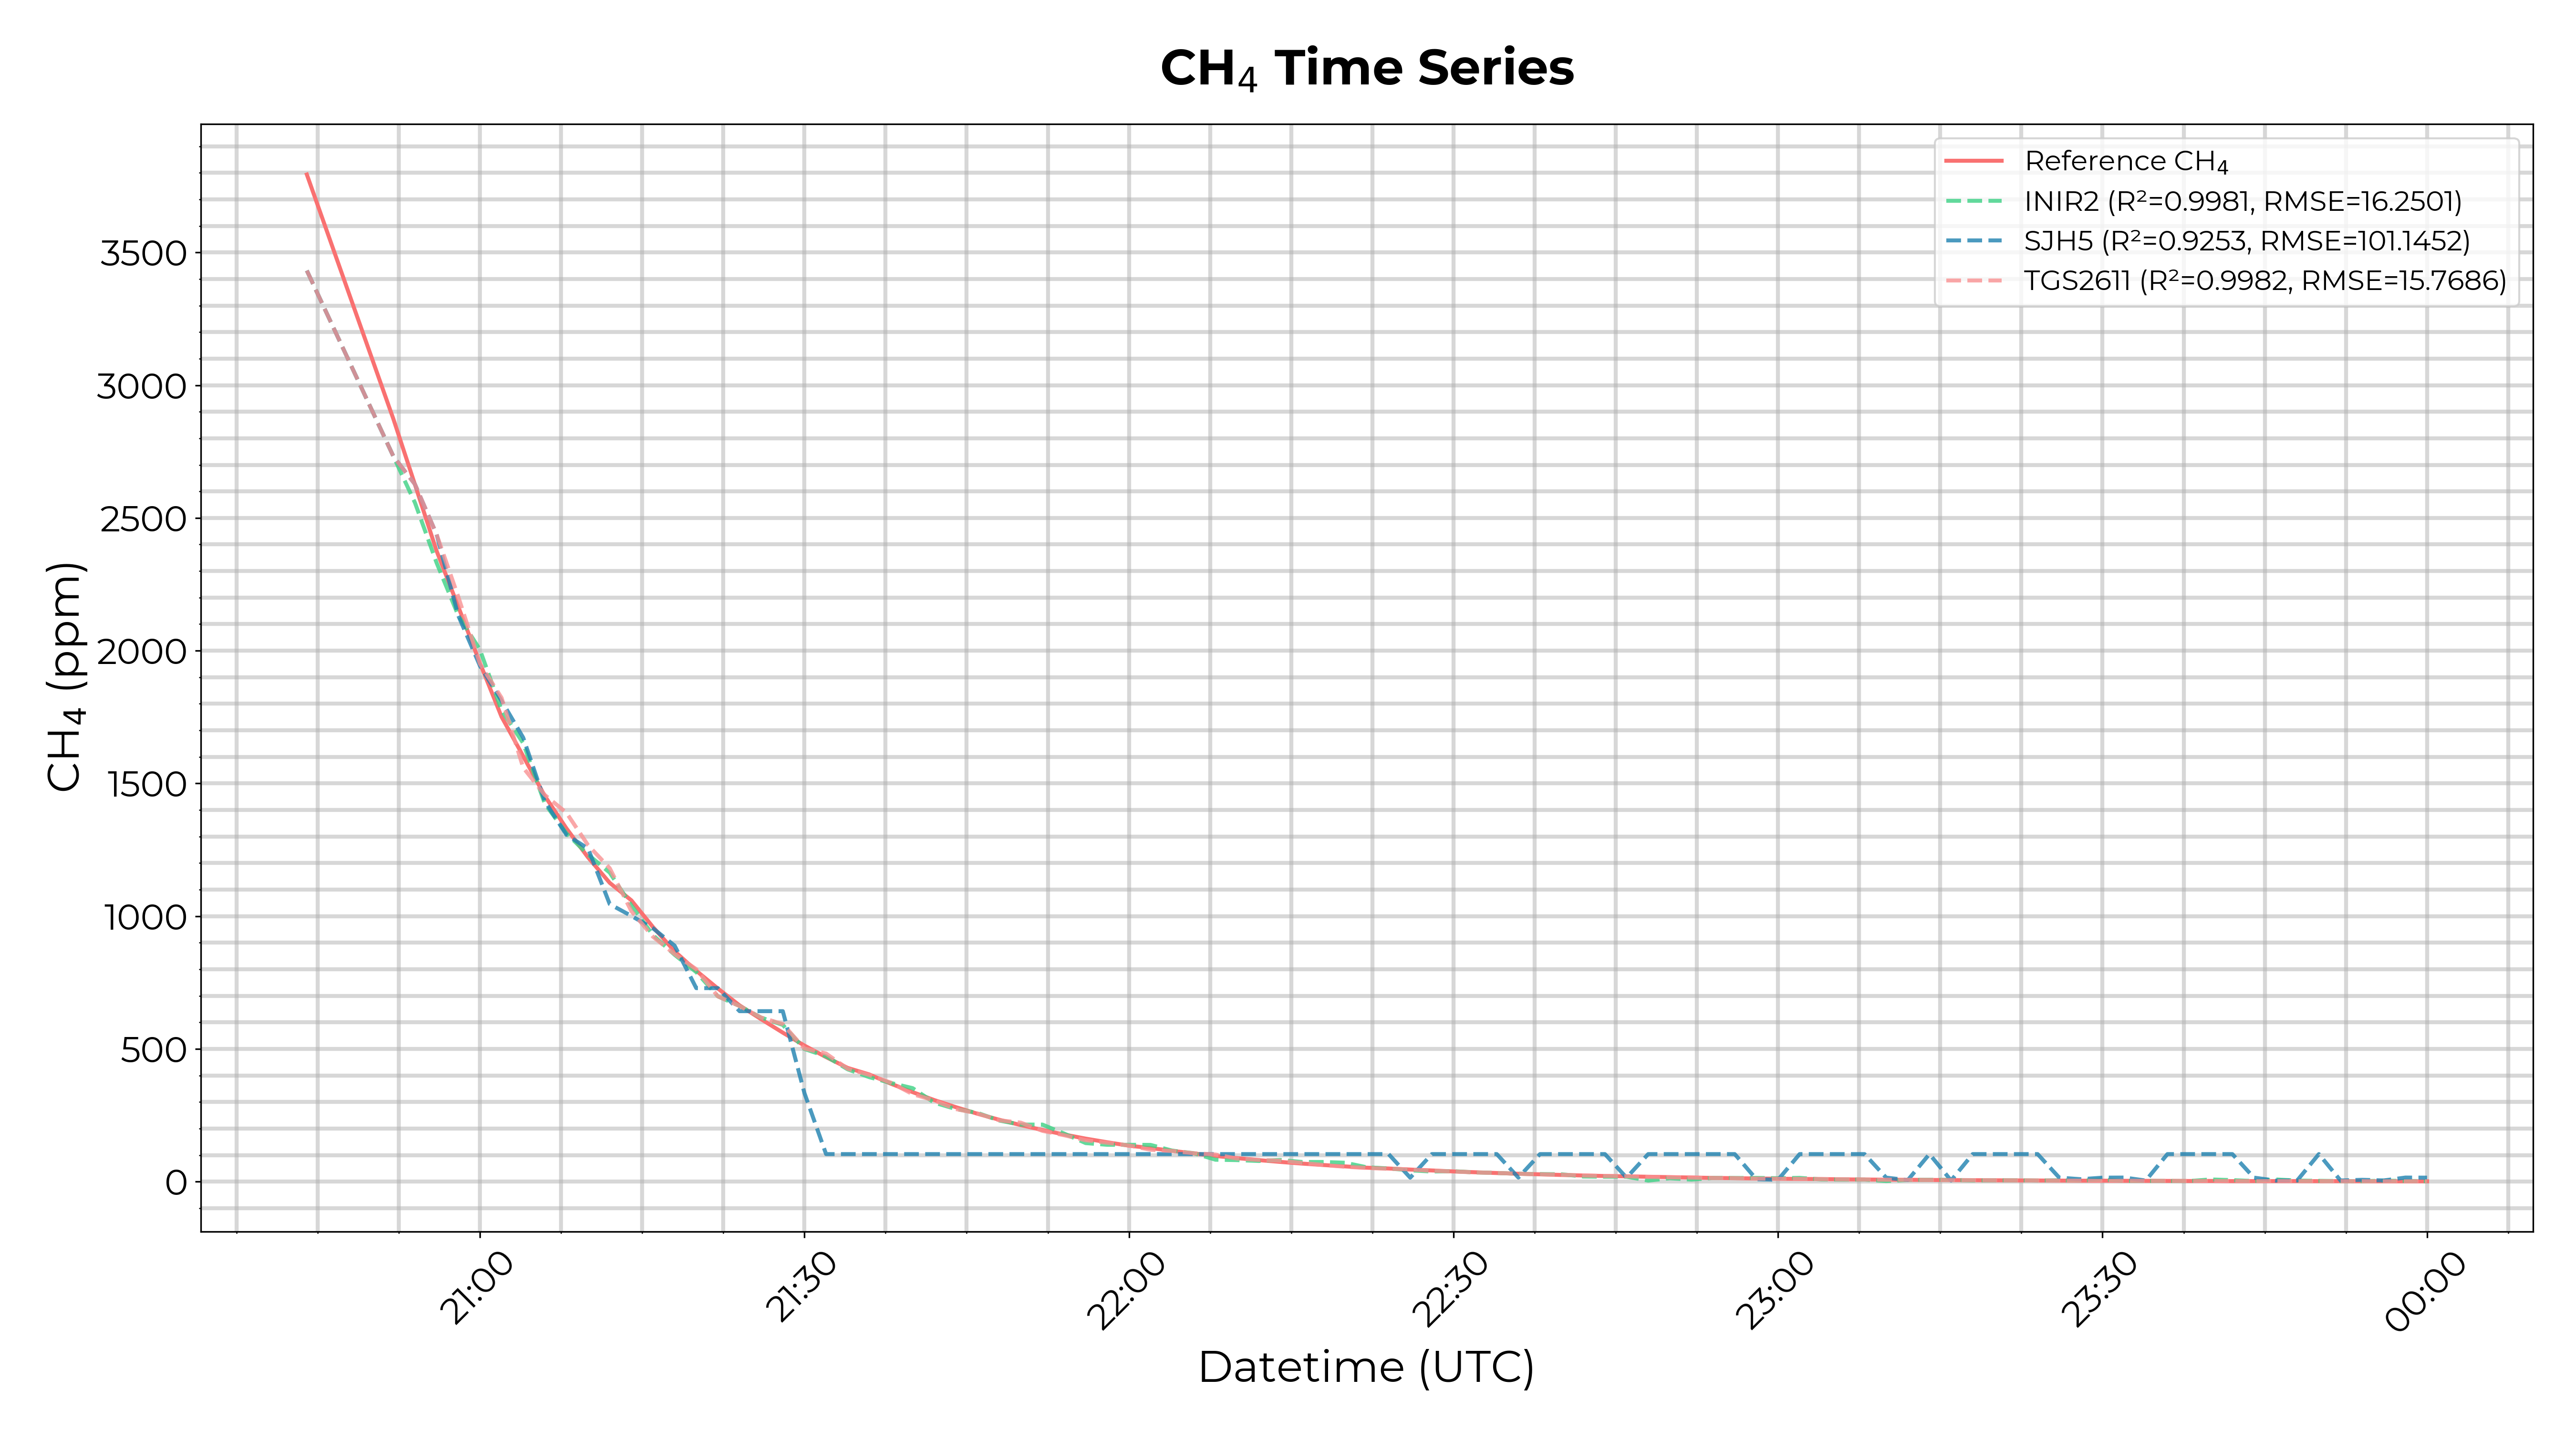 CH₄ Time Series
Reference CH₄
INIR2 (R²=0.9981, RMSE=16.2501)
SJH5 (R²=0.9253, RMSE=101.1452)
TGS2611 (R²=0.9982, RMSE=15.7686)
CH₄ (ppm)
3500
3000
2500
2000
1500
1000
500
0
21:00
21:30
22:00
22:30
23:00
23:30
00:00
Datetime (UTC)